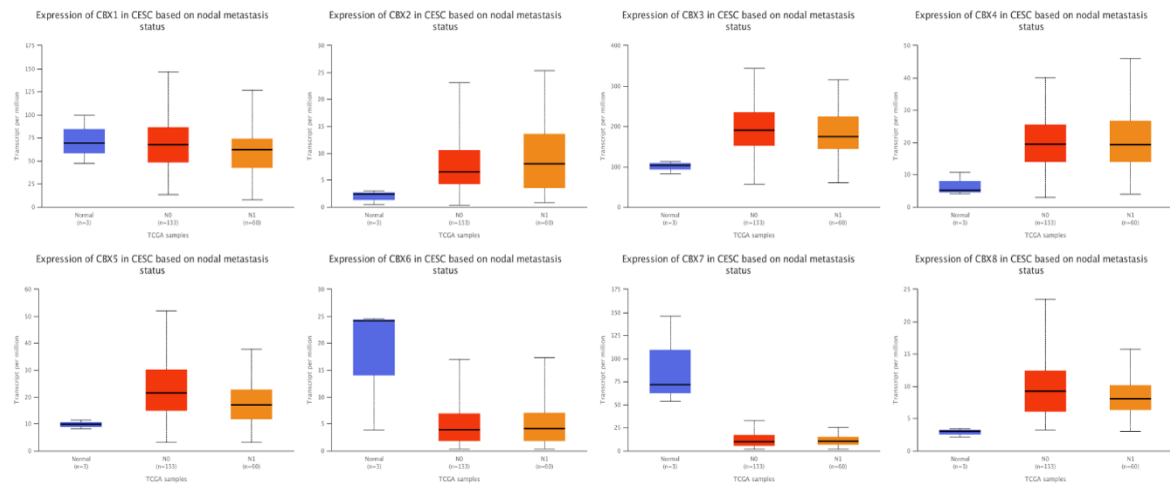 Expression of CBX1 in CESC based on nodal metastasis
status
Transcript per million
175
150
125
100
75
50
25
0
Normal
(n=3)
N0
(n=133)
N1
(n=60)
TCGA samples
Expression of CBX2 in CESC based on nodal metastasis
status
Transcript per million
30
25
20
15
10
5
0
Normal
(n=3)
N0
(n=133)
N1
(n=60)
TCGA samples
Expression of CBX3 in CESC based on nodal metastasis
status
Transcript per million
400
300
200
100
0
Normal
(n=3)
N0
(n=133)
N1
(n=60)
TCGA samples
Expression of CBX4 in CESC based on nodal metastasis
status
Transcript per million
50
40
30
20
10
0
Normal
(n=3)
N0
(n=133)
N1
(n=60)
TCGA samples
Expression of CBX5 in CESC based on nodal metastasis
status
Transcript per million
60
50
40
30
20
10
0
Normal
(n=3)
N0
(n=133)
N1
(n=60)
TCGA samples
Expression of CBX6 in CESC based on nodal metastasis
status
Transcript per million
30
25
20
15
10
5
0
Normal
(n=3)
N0
(n=133)
N1
(n=60)
TCGA samples
Expression of CBX7 in CESC based on nodal metastasis
status
Transcript per million
175
150
125
100
75
50
25
0
Normal
(n=3)
N0
(n=133)
N1
(n=60)
TCGA samples
Expression of CBX8 in CESC based on nodal metastasis
status
Transcript per million
25
20
15
10
5
0
Normal
(n=3)
N0
(n=133)
N1
(n=60)
TCGA samples